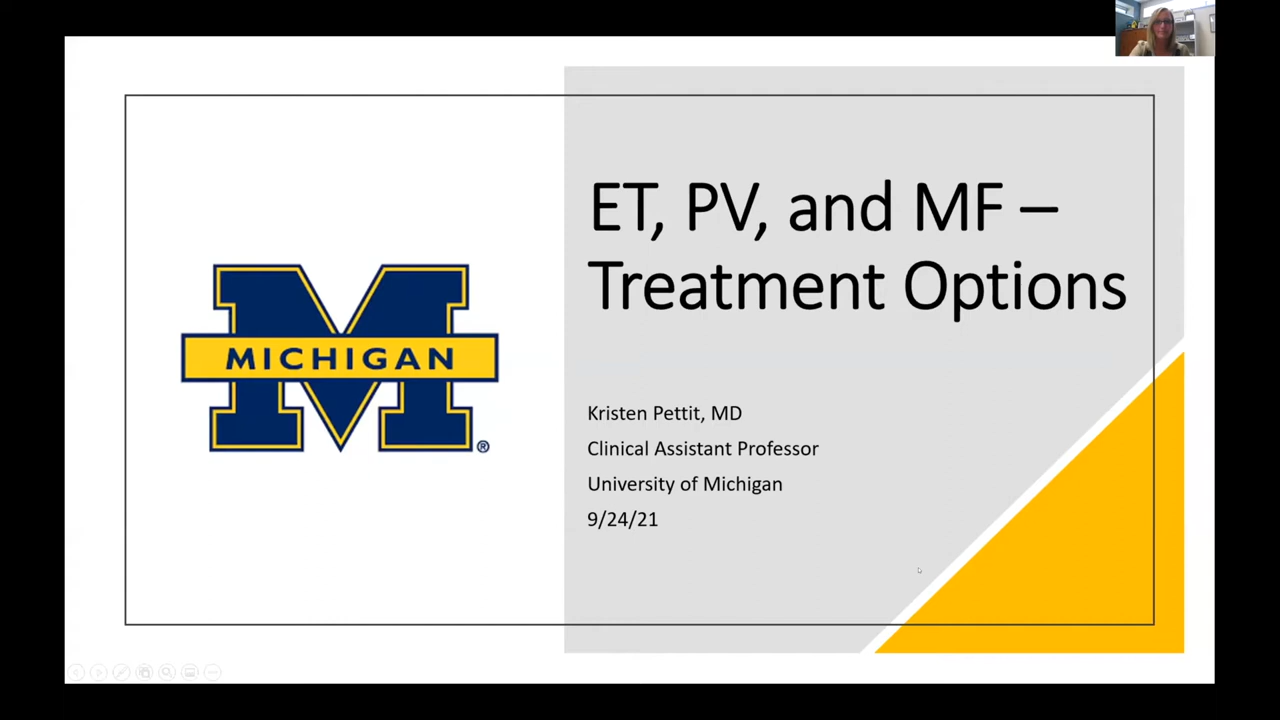 ET, PV, and MF –
Treatment Options
MICHIGAN
®
Kristen Pettit, MD
Clinical Assistant Professor
University of Michigan
9/24/21